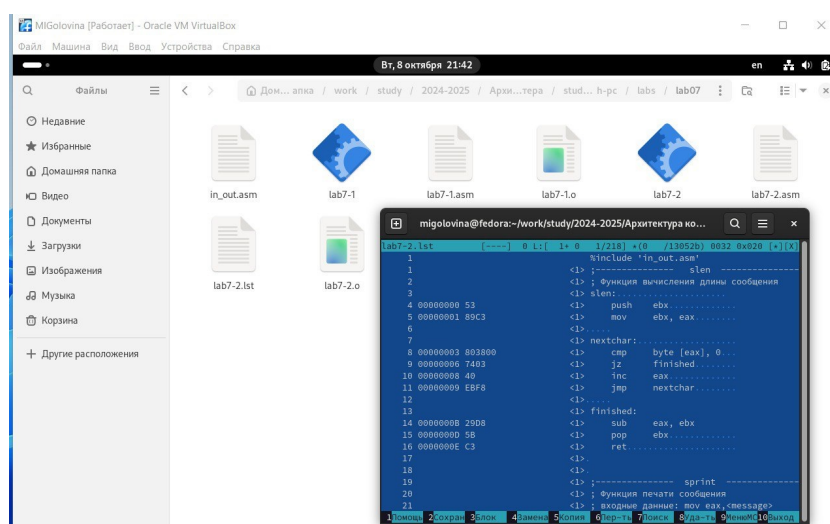 MIGolovina [Работает] - Oracle VM VirtualBox
Файл Машина Вид Ввод Устройства Справка
Вт, 8 октября 21:42
en
Файлы
Дом... апка / work / study / 2024-2025 / Архи...тера / stud... h-pc / labs / lab07
Недавние
Избранные
Домашняя папка
Видео
Документы
Загрузки
Изображения
Музыка
Корзина
+ Другие расположения
in_out.asm
lab7-1
lab7-1.asm
lab7-1.o
lab7-2
lab7-2.asm
lab7-2.lst
lab7-2.o
migolovina@fedora:~/work/study/2024-2025/Архитектура ко...
lab7-2.lst [----] 0 L:[ 1+ 0 1/218] *(0 /13052b) 0032 0x020 [*][X]
1 %include 'in_out.asm'
1 <1> ;--------------- slen ---------------
2 <1> ; Функция вычисления длины сообщения
3 <1> slen:.....................
4 00000000 53 <1> push ebx.............
5 00000001 89C3 <1> mov ebx, eax.........
6 <1>.....
7 <1> nextchar:.................
8 00000003 803800 <1> cmp byte [eax], 0...
9 00000006 7403 <1> jz finished........
10 00000008 40 <1> inc eax.............
11 00000009 EBF8 <1> jmp nextchar........
12 <1>.....
13 <1> finished:
14 0000000B 29D8 <1> sub eax, ebx
15 0000000D 5B <1> pop ebx.............
16 0000000E C3 <1> ret.................
17 <1>.
18 <1>.
19 <1> ;--------------- sprint ---------------
20 <1> ; Функция печати сообщения
21 <1> ; входные данные: mov eax,<message>
1Помощь 2Сохран 3Блок 4Замена 5Копия 6Пер-ть 7Поиск 8Уда-ть 9МенюMC 10Выход